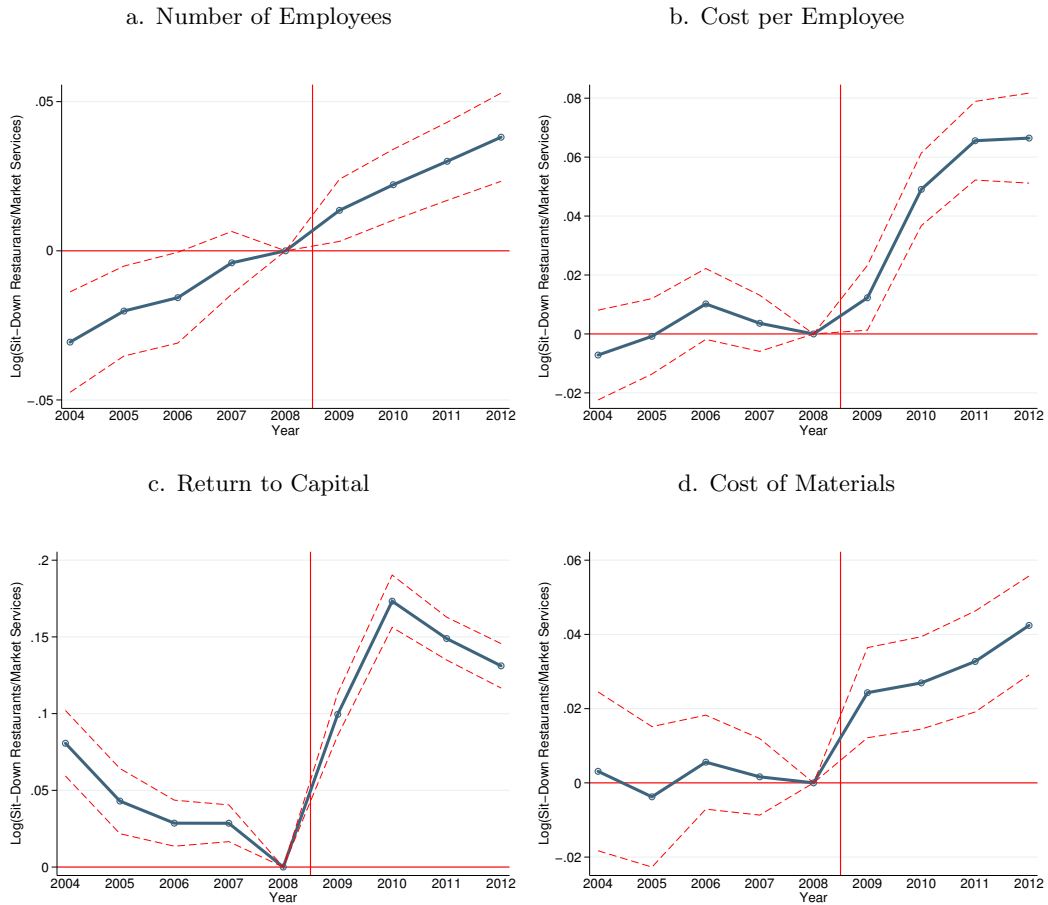 a. Number of Employees
Log(Sit−Down Restaurants/Market Services)
.05
0
−.05
2004 2005 2006 2007 2008 2009 2010 2011 2012
Year
b. Cost per Employee
Log(Sit−Down Restaurants/Market Services)
.08
.06
.04
.02
0
−.02
2004 2005 2006 2007 2008 2009 2010 2011 2012
Year
c. Return to Capital
Log(Sit−Down Restaurants/Market Services)
.2
.15
.1
.05
0
2004 2005 2006 2007 2008 2009 2010 2011 2012
Year
d. Cost of Materials
Log(Sit−Down Restaurants/Market Services)
.06
.04
.02
0
−.02
2004 2005 2006 2007 2008 2009 2010 2011 2012
Year